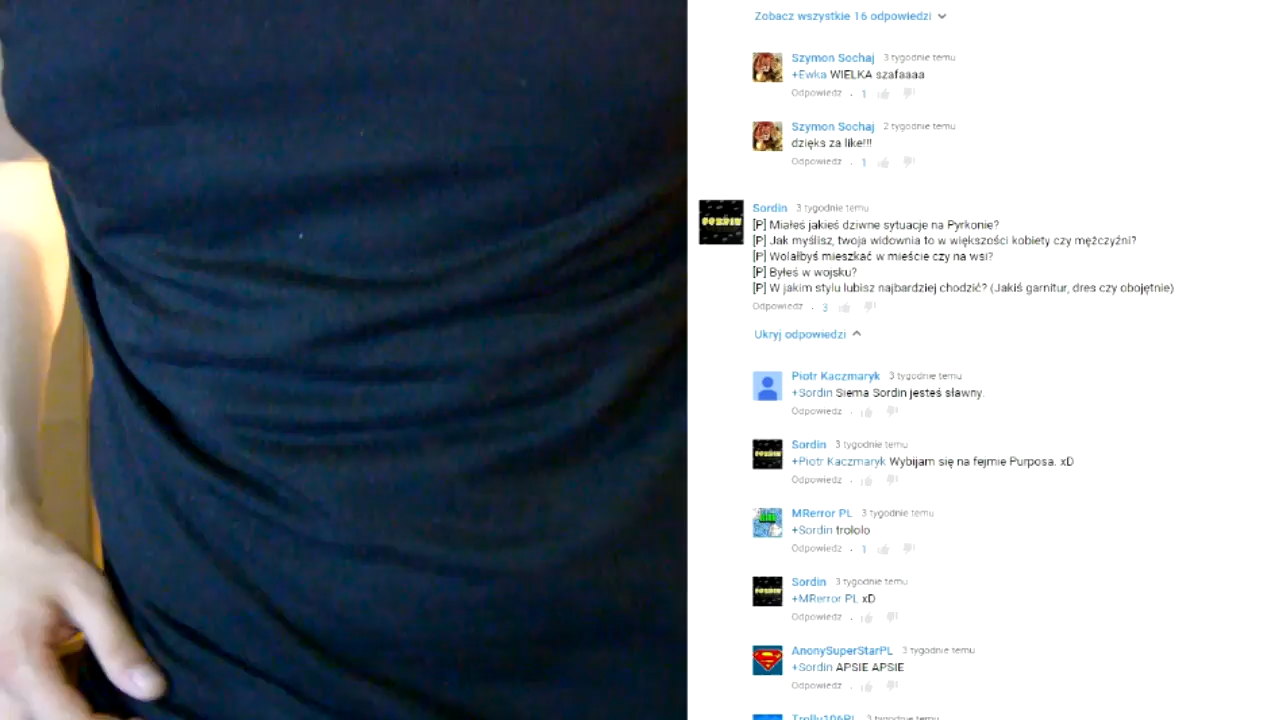 Zobacz wszystkie 16 odpowiedzi
Szymon Sochaj 3 tygodnie temu
+Ewka WIELKA szafaaaa
Odpowiedz . 1
Szymon Sochaj 2 tygodnie temu
dzięks za like!!!
Odpowiedz . 1
Sordin 3 tygodnie temu
[P] Miałeś jakieś dziwne sytuacje na Pyrkonie?
[P] Jak myślisz, twoja widownia to w większości kobiety czy mężczyźni?
[P] Wolałbyś mieszkać w mieście czy na wsi?
[P] Byłeś w wojsku?
[P] W jakim stylu lubisz najbardziej chodzić? (Jakiś garnitur, dres czy obojętnie)
Odpowiedz . 3
Ukryj odpowiedzi
Piotr Kaczmaryk 3 tygodnie temu
+Sordin Siema Sordin jesteś sławny.
Odpowiedz .
Sordin 3 tygodnie temu
+Piotr Kaczmaryk Wybijam się na fejmie Purposa. xD
Odpowiedz .
MRerror PL 3 tygodnie temu
+Sordin trololo
Odpowiedz . 1
Sordin 3 tygodnie temu
+MRerror PL xD
Odpowiedz .
AnonySuperStarPL 3 tygodnie temu
+Sordin APSIE APSIE
Odpowiedz .
3 tygodnie temu